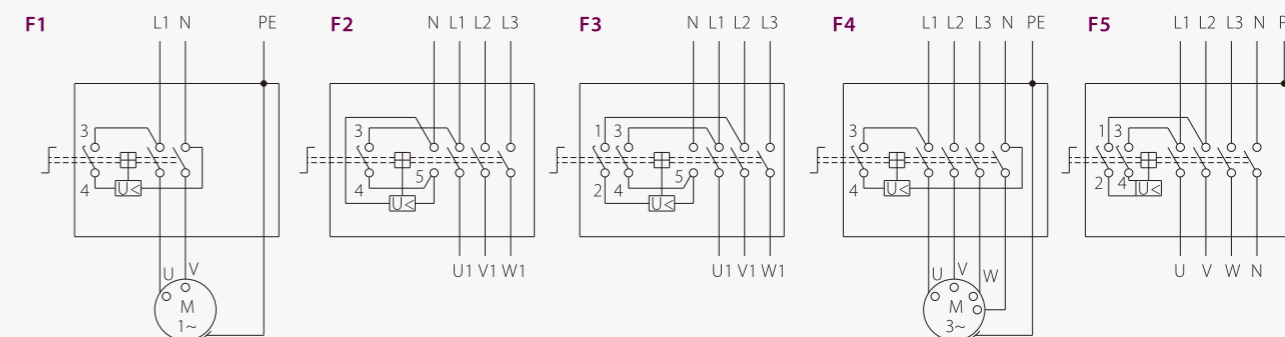 F1 L1 N PE F2 N L1 L2 L3 F3 N L1 L2 L3 F4 L1 L2 L3 N PE F5 L1 L2 L3 N
3 3 1 3 3 1 3
4 U< 5 U< 2 4 5 U< 4 U< 2 4 U<
U V U1 V1 W1 U1 V1 W1 U V W U V W N
M M
1~ 3~